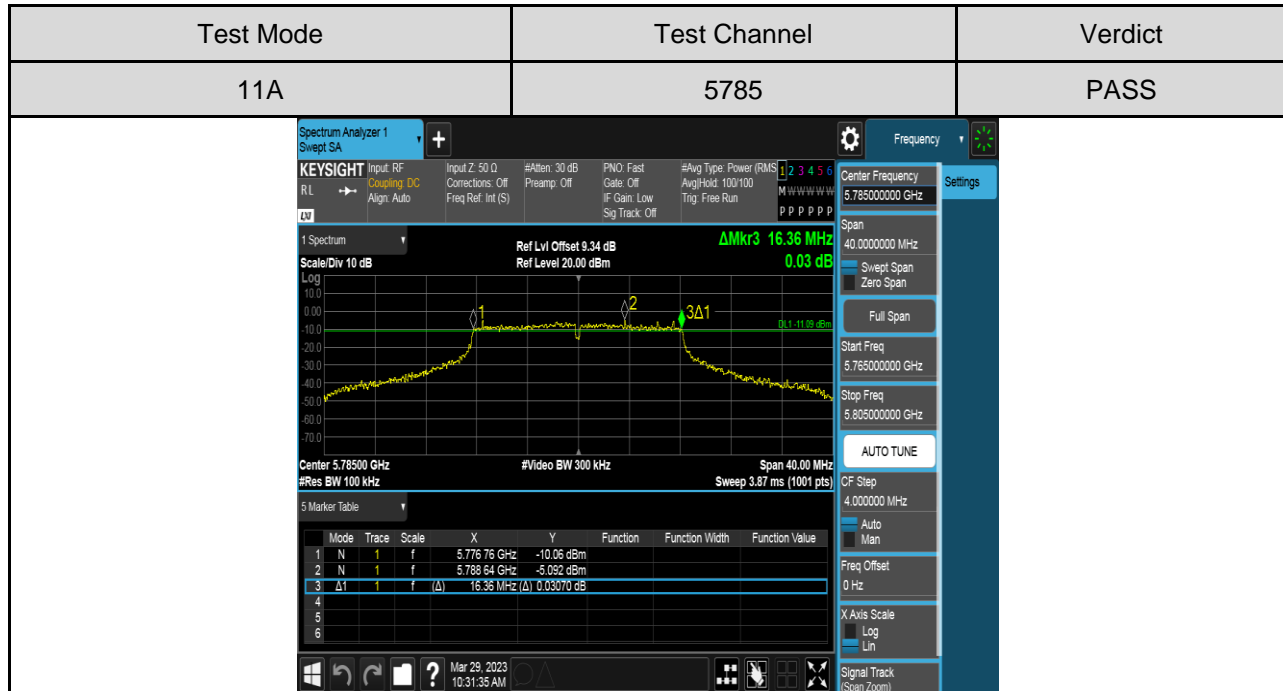 Test Mode Test Channel Verdict
11A 5785 PASS
Spectrum Analyzer 1
Swept SA
+
Frequency
KEYSIGHT Input: RF Input Z: 50 Ω #Atten: 30 dB PNO: Fast #Avg Type: Power (RMS 1 2 3 4 5 6
RL Coupling: DC Corrections: Off Preamp: Off Gate: Off Avg|Hold: 100/100 M W W W W W
Align: Auto Freq Ref: Int (S) IF Gain: Low Trig: Free Run
LXI Sig Track: Off P P P P P P
1 Spectrum
Ref Lvl Offset 9.34 dB
ΔMkr3 16.36 MHz
Scale/Div 10 dB Ref Level 20.00 dBm 0.03 dB
Log
10.0
0.00
-10.0
-20.0
-30.0
-40.0
-50.0
-60.0
-70.0
1 2 3Δ1
DL1 -11.09 dBm
Center 5.78500 GHz #Video BW 300 kHz Span 40.00 MHz
#Res BW 100 kHz Sweep 3.87 ms (1001 pts)
5 Marker Table
Mode Trace Scale X Y Function Function Width Function Value
1 N 1 f 5.776 76 GHz -10.06 dBm
2 N 1 f 5.788 64 GHz -5.092 dBm
3 Δ1 1 f (Δ) 16.36 MHz (Δ) 0.03070 dB
4
5
6
?
Mar 29, 2023
10:31:35 AM
Center Frequency
5.785000000 GHz
Settings
Span
40.0000000 MHz
Swept Span
Zero Span
Full Span
Start Freq
5.765000000 GHz
Stop Freq
5.805000000 GHz
AUTO TUNE
CF Step
4.000000 MHz
Auto
Man
Freq Offset
0 Hz
X Axis Scale
Log
Lin
Signal Track
(Span Zoom)